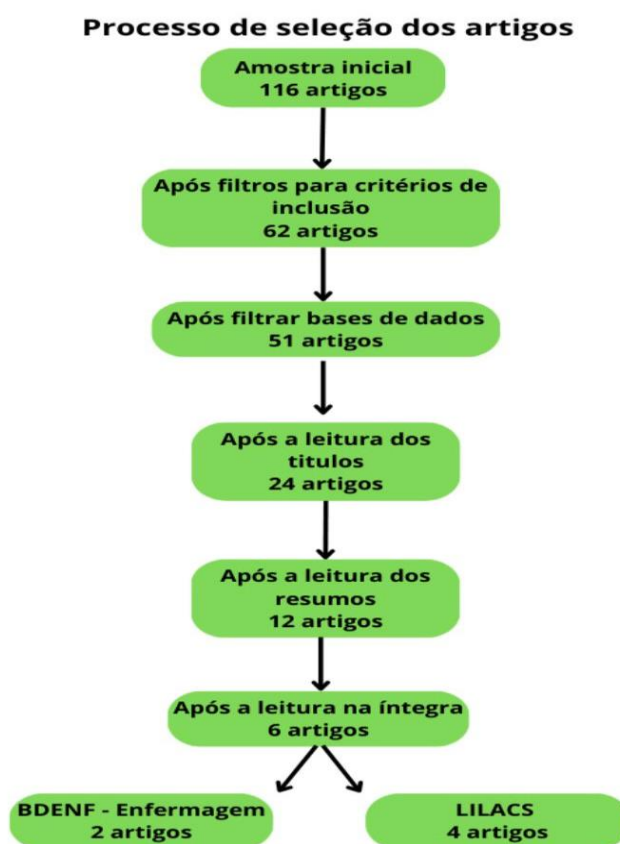 Processo de seleção dos artigos
Amostra inicial
116 artigos
Após filtros para critérios de
inclusão
62 artigos
Após filtrar bases de dados
51 artigos
Após a leitura dos
titulos
24 artigos
Após a leitura dos
resumos
12 artigos
Após a leitura na íntegra
6 artigos
BDENF - Enfermagem
2 artigos
LILACS
4 artigos